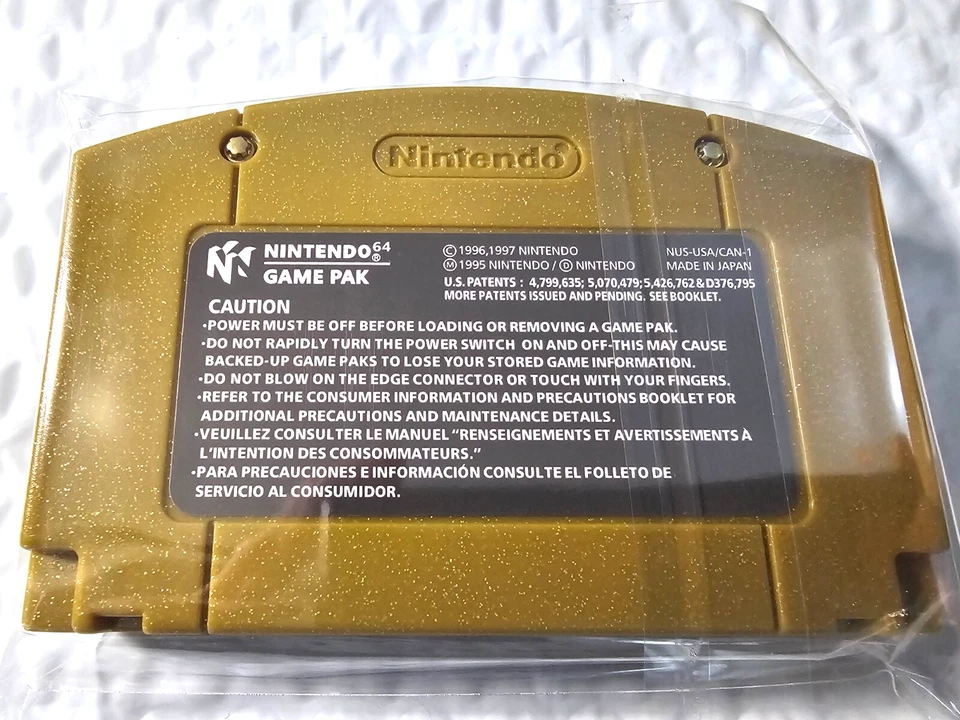 Nintendo®
NINTENDO 64 ®
GAME PAK
© 1996,1997 NINTENDO
Ⓜ 1995 NINTENDO / Ⓓ NINTENDO
NUS-USA/CAN-1
MADE IN JAPAN
U.S. PATENTS : 4,799,635; 5,070,479; 5,426,762 & D376,795
MORE PATENTS ISSUED AND PENDING. SEE BOOKLET.
CAUTION
•POWER MUST BE OFF BEFORE LOADING OR REMOVING A GAME PAK.
•DO NOT RAPIDLY TURN THE POWER SWITCH ON AND OFF-THIS MAY CAUSE
BACKED-UP GAME PAKS TO LOSE YOUR STORED GAME INFORMATION.
•DO NOT BLOW ON THE EDGE CONNECTOR OR TOUCH WITH YOUR FINGERS.
•REFER TO THE CONSUMER INFORMATION AND PRECAUTIONS BOOKLET FOR
ADDITIONAL PRECAUTIONS AND MAINTENANCE DETAILS.
•VEUILLEZ CONSULTER LE MANUEL “RENSEIGNEMENTS ET AVERTISSEMENTS À
L'INTENTION DES CONSOMMATEURS.”
•PARA PRECAUCIONES E INFORMACIÓN CONSULTE EL FOLLETO DE
SERVICIO AL CONSUMIDOR.